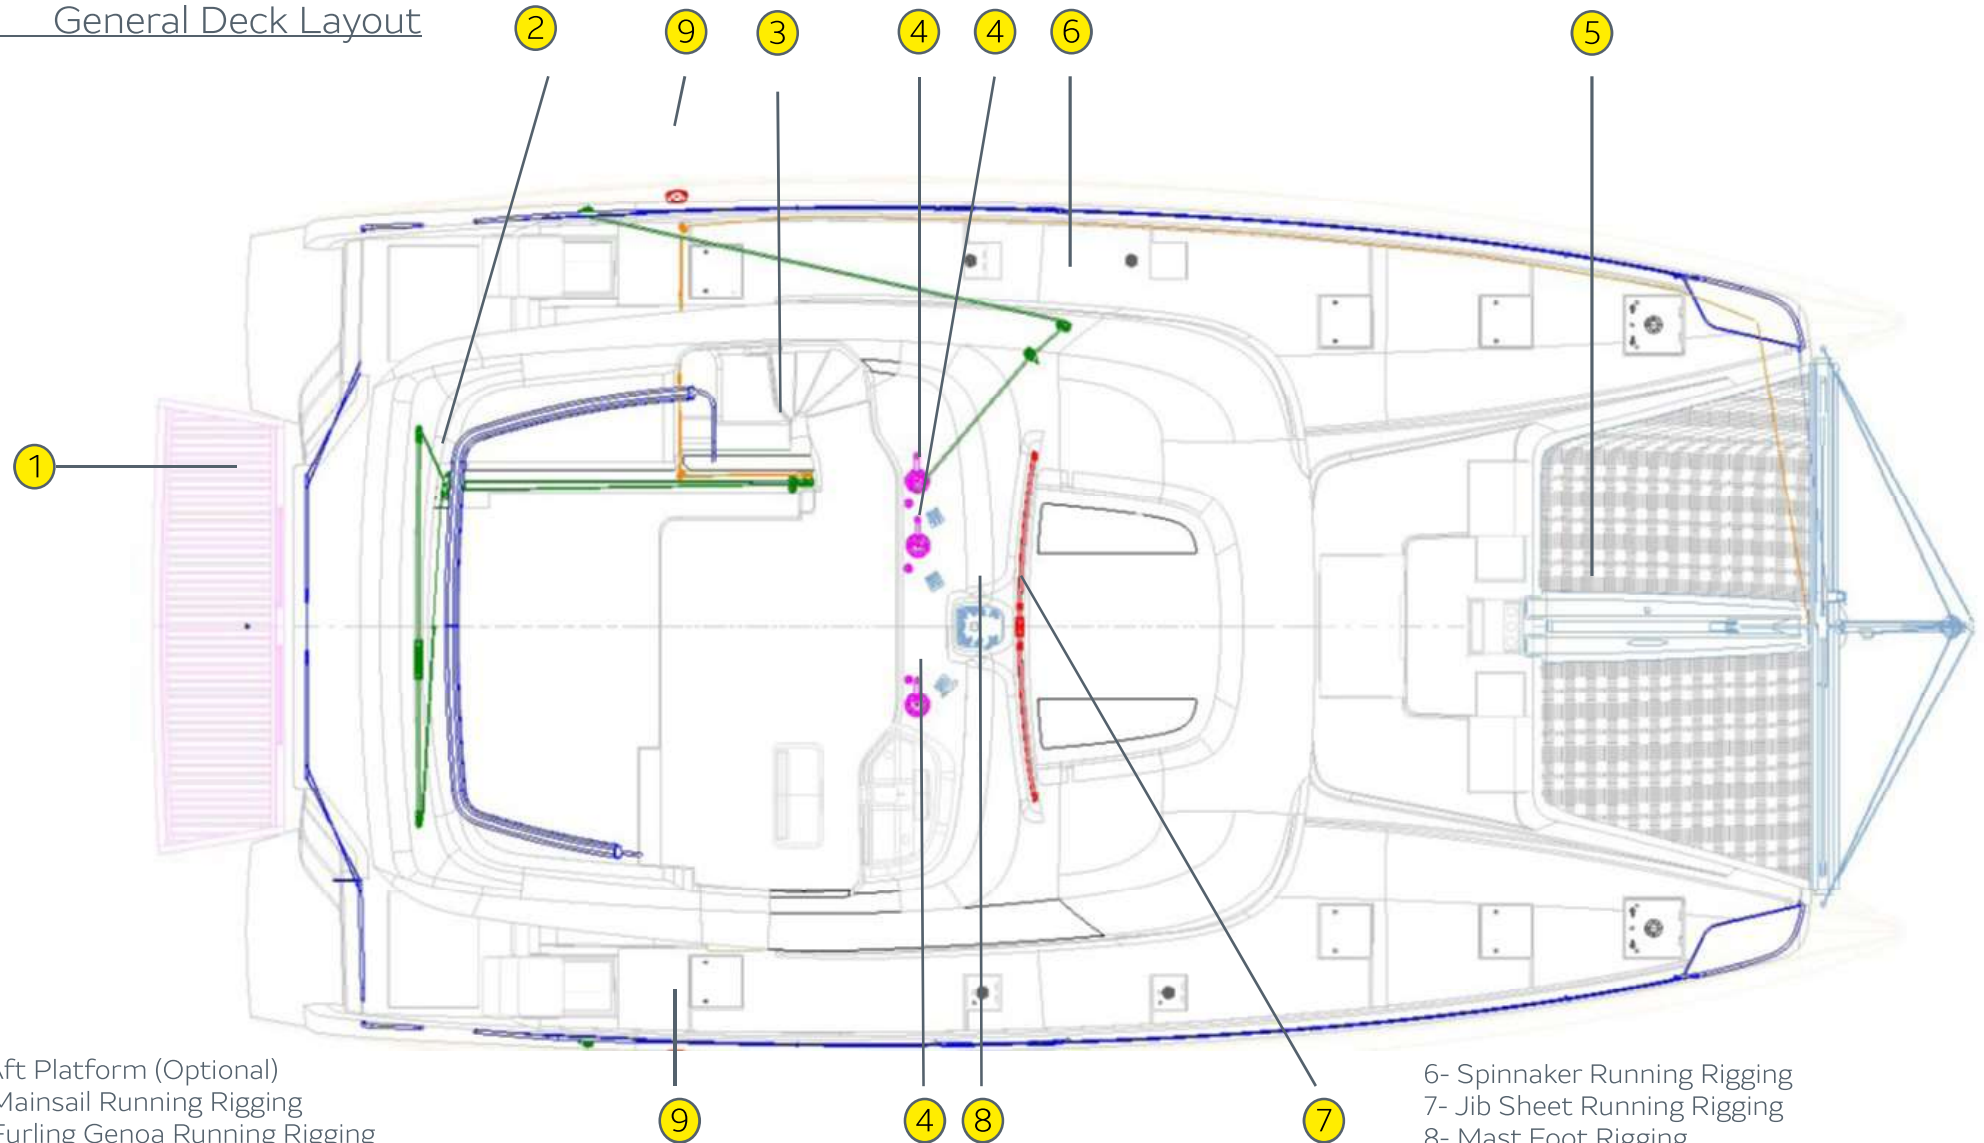 General Deck Layout
2 9 3 4 4 6 5
1
9 4 8 7
Aft Platform (Optional)
Mainsail Running Rigging
Furling Genoa Running Rigging
6- Spinnaker Running Rigging
7- Jib Sheet Running Rigging
8- Mast Foot Rigging